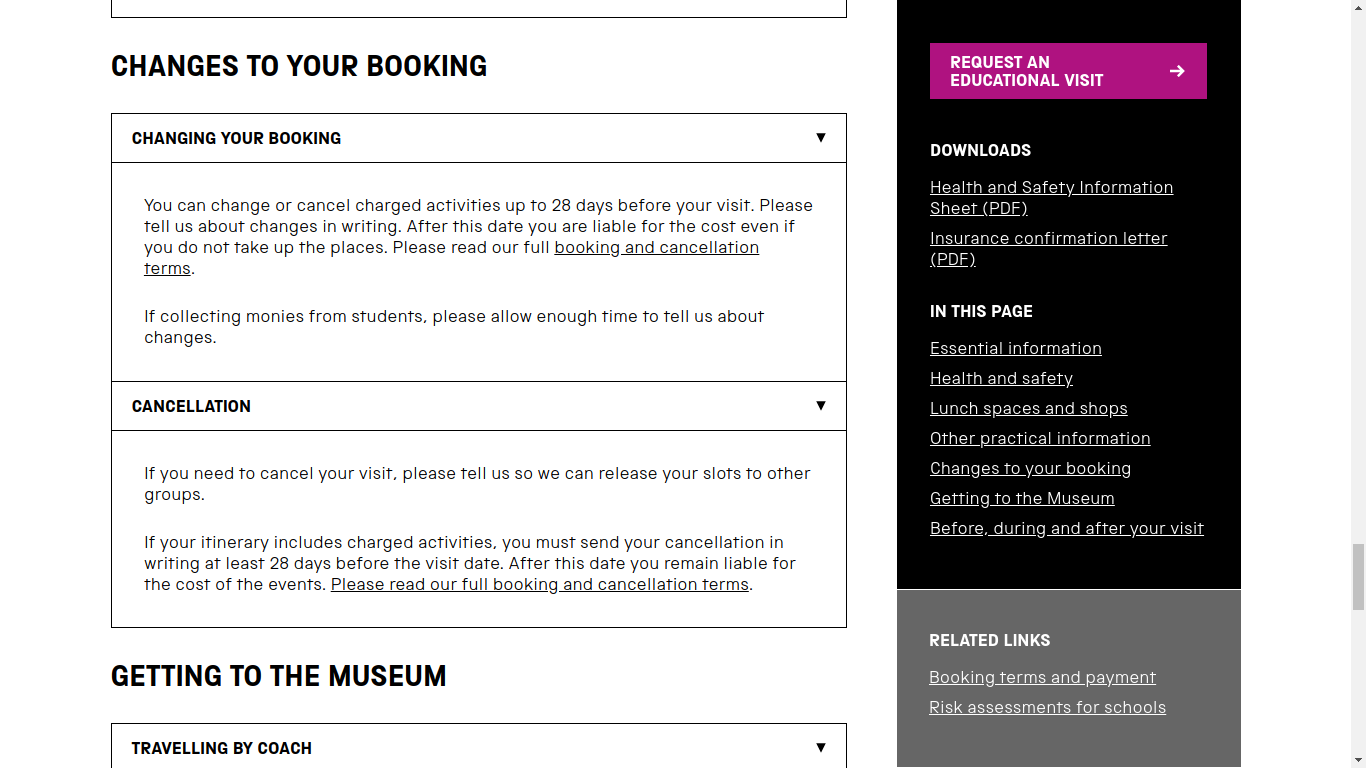 CHANGES TO YOUR BOOKING
CHANGING YOUR BOOKING
You can change or cancel charged activities up to 28 days before your visit. Please
tell us about changes in writing. After this date you are liable for the cost even if
you do not take up the places. Please read our full booking and cancellation
terms.
If collecting monies from students, please allow enough time to tell us about
changes.
CANCELLATION
If you need to cancel your visit, please tell us so we can release your slots to other
groups.
If your itinerary includes charged activities, you must send your cancellation in
writing at least 28 days before the visit date. After this date you remain liable for
the cost of the events. Please read our full booking and cancellation terms.
GETTING TO THE MUSEUM
TRAVELLING BY COACH
REQUEST AN
EDUCATIONAL VISIT
DOWNLOADS
Health and Safety Information
Sheet (PDF)
Insurance confirmation letter
(PDF)
IN THIS PAGE
Essential information
Health and safety
Lunch spaces and shops
Other practical information
Changes to your booking
Getting to the Museum
Before, during and after your visit
RELATED LINKS
Booking terms and payment
Risk assessments for schools